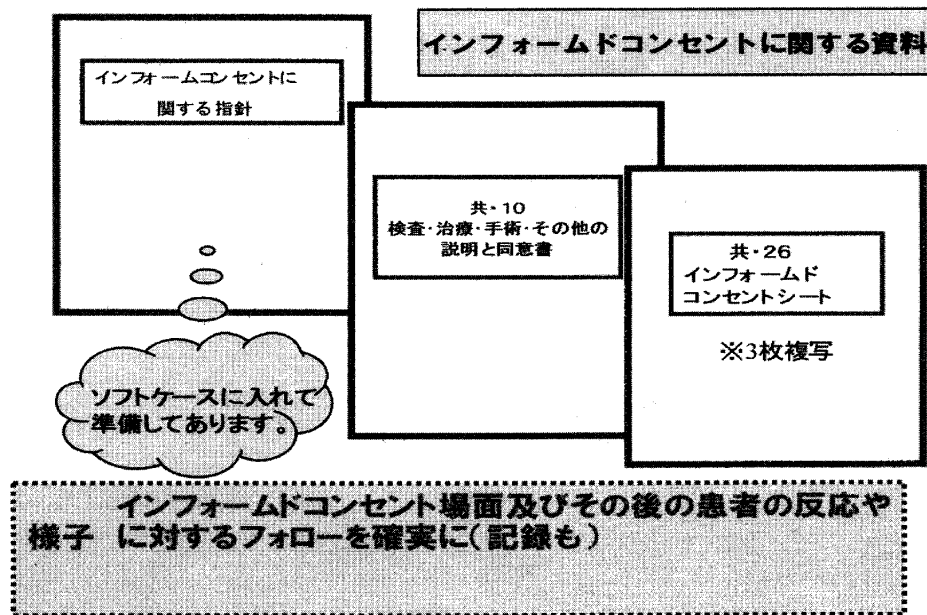 インフォームドコンセントに関する資料
インフォームコンセントに
関する指針
共・10
検査・治療・手術・その他の
説明と同意書
共・26
インフォームド
コンセントシート
※3枚複写
ソフトケースに入れて
準備してあります。
インフォームドコンセント場面及びその後の患者の反応や
様子 に対するフォローを確実に(記録も)